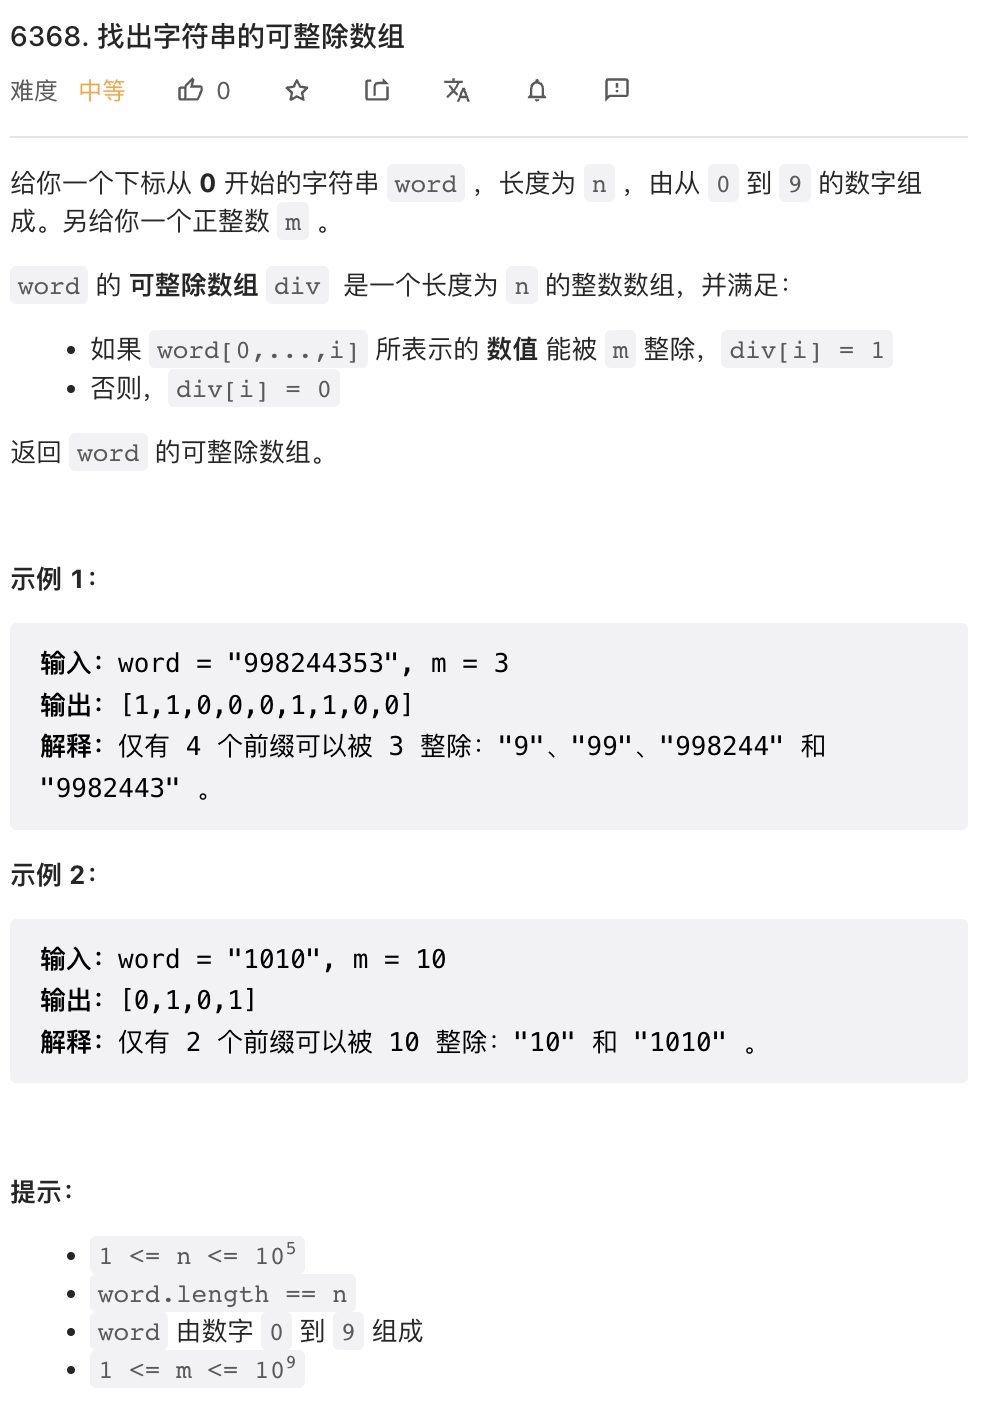 6368. 找出字符串的可整除数组
难度 中等 0
给你一个下标从 0 开始的字符串 word ，长度为 n ，由从 0 到 9 的数字组
成。另给你一个正整数 m 。
word 的 可整除数组 div 是一个长度为 n 的整数数组，并满足：
• 如果 word[0,...,i] 所表示的 数值 能被 m 整除，div[i] = 1
• 否则，div[i] = 0
返回 word 的可整除数组。
示例 1：
输入：word = "998244353", m = 3
输出：[1,1,0,0,0,1,1,0,0]
解释：仅有 4 个前缀可以被 3 整除："9"、"99"、"998244" 和
"9982443" 。
示例 2：
输入：word = "1010", m = 10
输出：[0,1,0,1]
解释：仅有 2 个前缀可以被 10 整除："10" 和 "1010" 。
提示：
• 1 <= n <= 10⁵
• word.length == n
• word 由数字 0 到 9 组成
• 1 <= m <= 10⁹